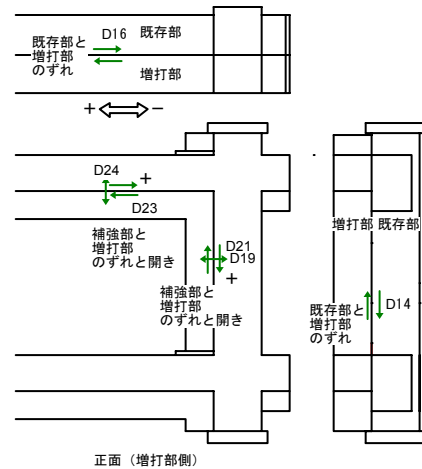 D16
既存部
既存部と
増打部
のずれ
増打部
+
−
D24
+
D23
補強部と
増打部
のずれと開き
D21
D19
+
補強部と
増打部
のずれと開き
増打部
既存部
D14
既存部と
増打部
のずれ
正面（増打部側）